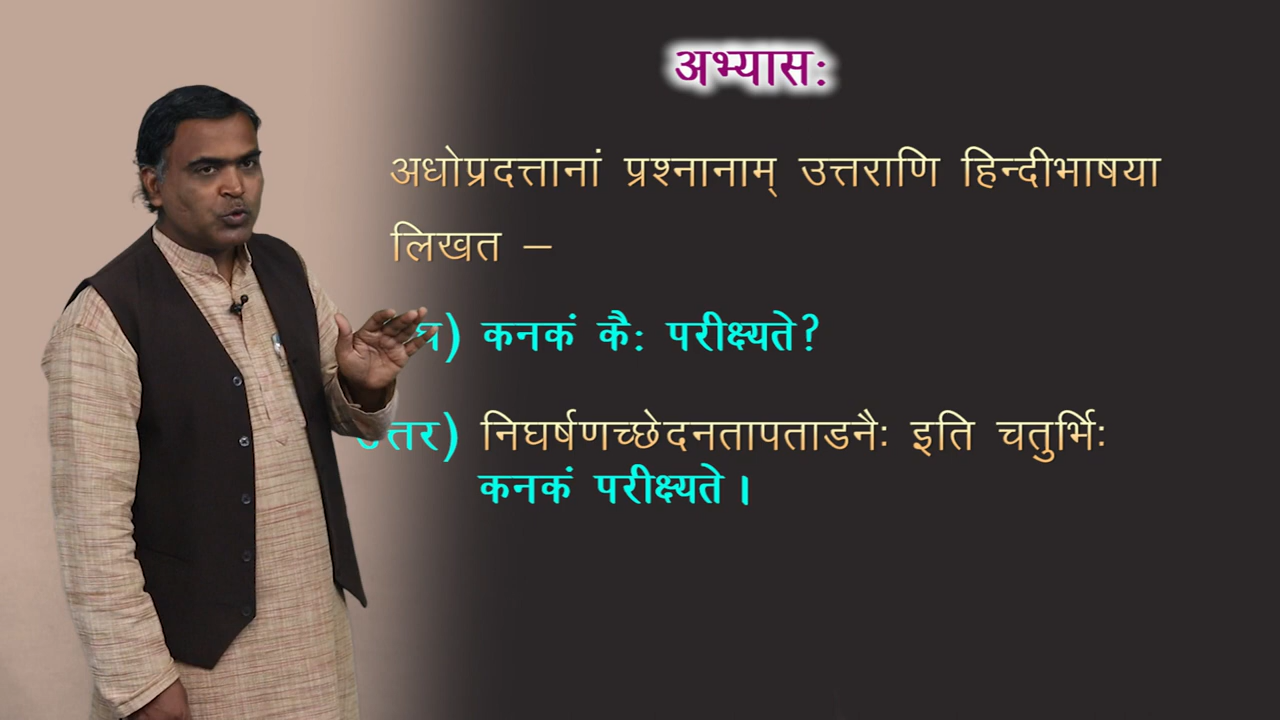 अभ्यासः
अधोप्रदत्तानां प्रश्नानाम् उत्तराणि हिन्दीभाषया
लिखत –
घ) कनकं कैः परीक्ष्यते?
उत्तर) निघर्षणच्छेदनतापताडनैः इति चतुर्भिः
कनकं परीक्ष्यते।